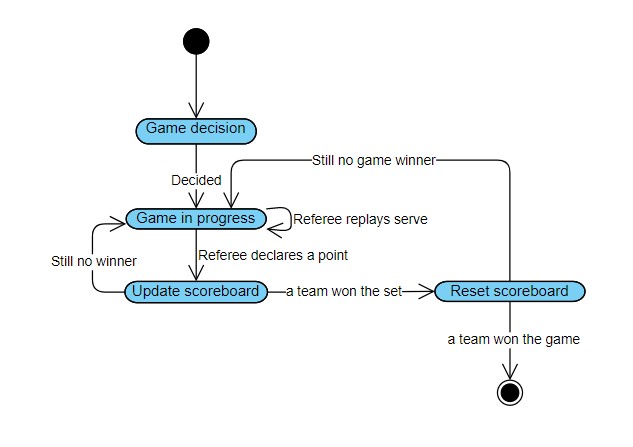 Game decision
Decided
Still no game winner
Game in progress
Referee replays serve
Still no winner
Referee declares a point
Update scoreboard
a team won the set
Reset scoreboard
a team won the game